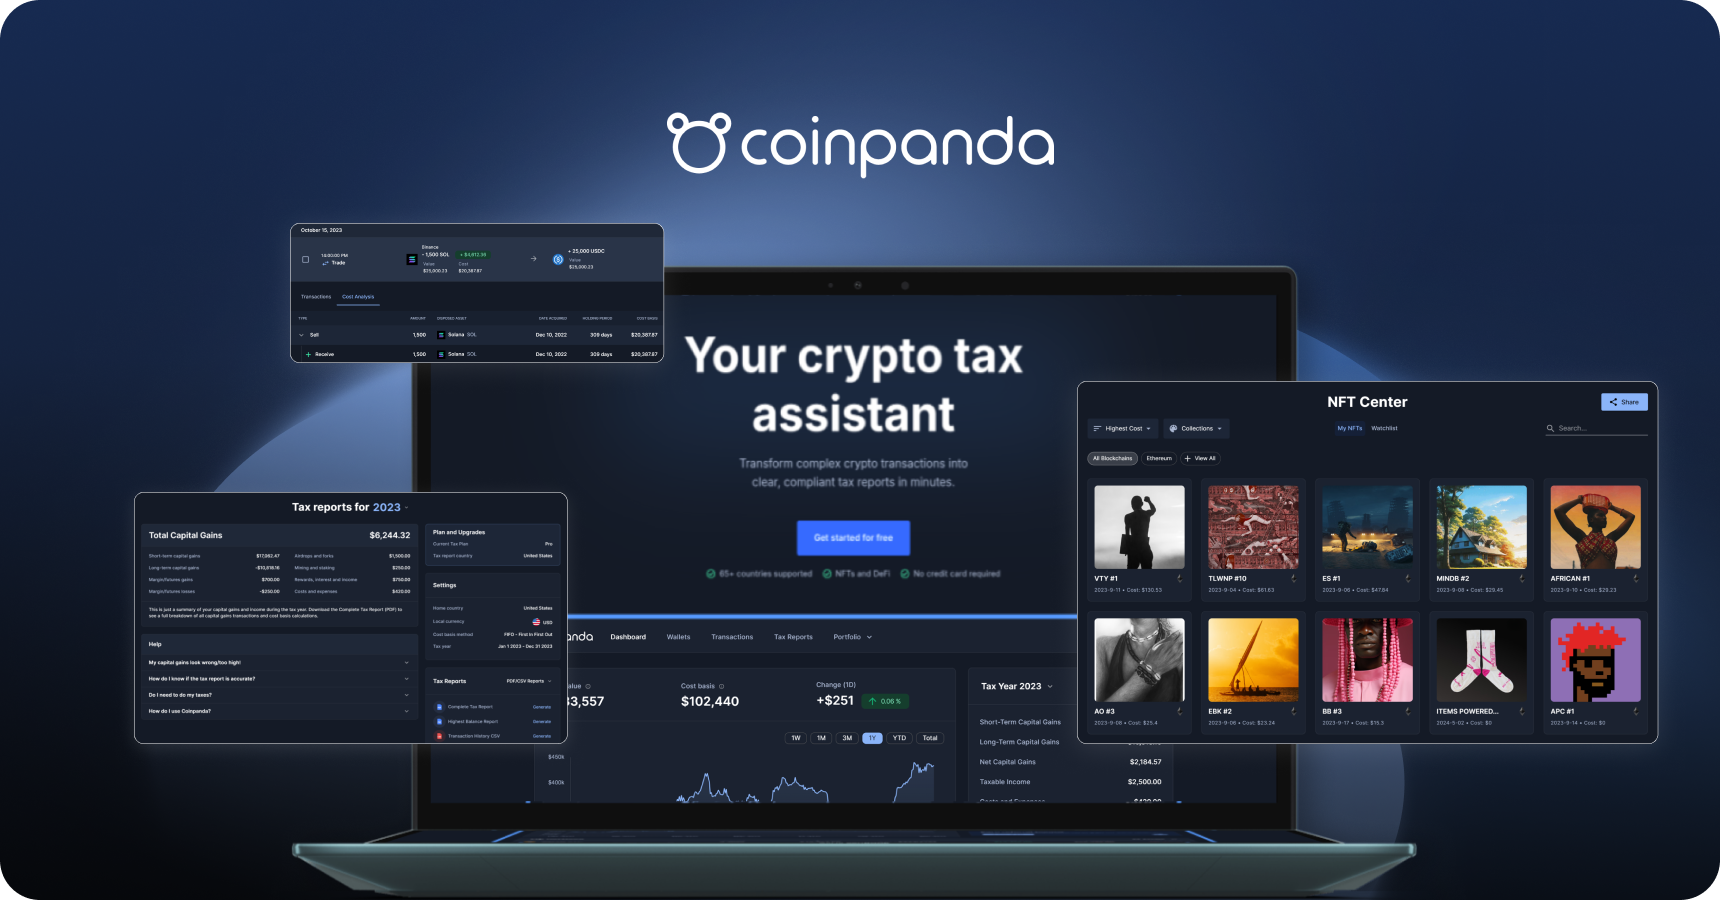 coinpanda
October 15, 2023
14:00:00 PM
Trade
Binance
- 1,500 SOL
+ $4,612.36
Value
$25,000.23
Cost
$20,387.87
+ 25,000 USDC
Value
$25,000.23
Transactions
Cost Analysis
TYPE AMOUNT DISPOSED ASSET DATE ACQUIRED HOLDING PERIOD COST BASIS
Sell 1,500 Solana SOL Dec 10, 2022 309 days $20,387.87
Receive 1,500 Solana SOL Dec 10, 2022 309 days $20,387.87
Your crypto tax
assistant
Transform complex crypto transactions into
clear, compliant tax reports in minutes.
Get started for free
65+ countries supported
NFTs and DeFi
No credit card required
NFT Center
Share
Highest Cost
Collections
My NFTs
Watchlist
Search...
All Blockchains
Ethereum
View All
VTY #1
2023-9-11 • Cost: $130.53
TLWNP #10
2023-9-04 • Cost: $61.63
ES #1
2023-9-06 • Cost: $47.84
MINDB #2
2023-9-08 • Cost: $29.45
AFRICAN #1
2023-9-10 • Cost: $29.23
AO #3
2023-9-08 • Cost: $25.4
EBK #2
2023-9-06 • Cost: $23.24
BB #3
2023-9-17 • Cost: $15.3
ITEMS POWERED...
2024-5-02 • Cost: $0
APC #1
2023-9-14 • Cost: $0
Tax reports for 2023
Total Capital Gains $6,244.32
Short-term capital gains $17,062.47
Long-term capital gains -$10,818.16
Margin/futures gains $700.00
Margin/futures losses -$250.00
Airdrops and forks $1,500.00
Mining and staking $250.00
Rewards, interest and income $750.00
Costs and expenses $420.00
This is just a summary of your capital gains and income during the tax year. Download the Complete Tax Report (PDF) to
see a full breakdown of all capital gains transactions and cost basis calculations.
Help
My capital gains look wrong/too high!
How do I know if the tax report is accurate?
Do I need to do my taxes?
How do I use Coinpanda?
Plan and Upgrades
Current Tax Plan Pro
Tax report country United States
Settings
Home country United States
Local currency USD
Cost basis method FIFO - First In First Out
Tax year Jan 1 2023 - Dec 31 2023
Tax Reports
PDF/CSV Reports
Complete Tax Report Generate
Highest Balance Report Generate
Transaction History CSV Generate
anda
Dashboard
Wallets
Transactions
Tax Reports
Portfolio
alue
3,557
Cost basis
$102,440
Change (1D)
+$251
0.06 %
1W 1M 3M 1Y YTD Total
$450k
$400k
Tax Year 2023
Short-Term Capital Gains
Long-Term Capital Gains
Net Capital Gains $2,184.57
Taxable Income $2,500.00
Costs and Expenses $420.00